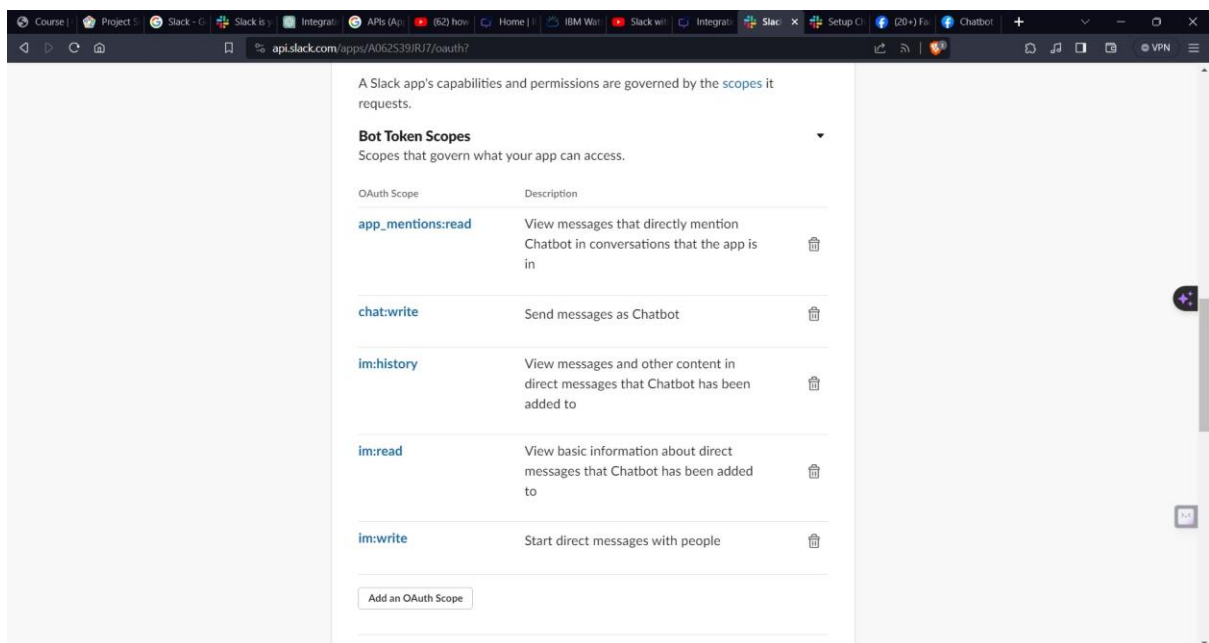 Course |
Project S
Slack - G
Slack is y
Integrati
APIs (Ap
(62) how
Home | I
IBM Wat
Slack wit
Integrati
Slac
Setup Ch
(20+) Fa
Chatbot
api.slack.com/apps/A062S39JRJ7/oauth?
VPN
A Slack app's capabilities and permissions are governed by the scopes it
requests.
Bot Token Scopes
Scopes that govern what your app can access.
OAuth Scope Description
app_mentions:read View messages that directly mention
Chatbot in conversations that the app is
in
chat:write Send messages as Chatbot
im:history View messages and other content in
direct messages that Chatbot has been
added to
im:read View basic information about direct
messages that Chatbot has been added
to
im:write Start direct messages with people
Add an OAuth Scope